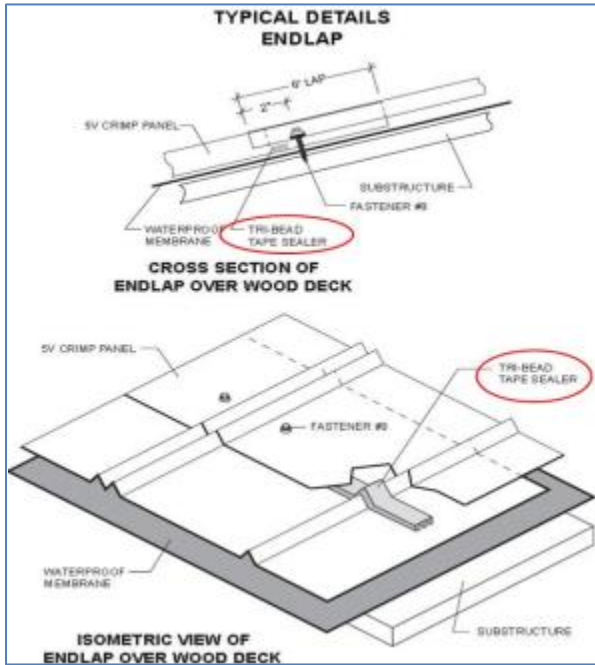 TYPICAL DETAILS
ENDLAP
6" LAP
2"
5V CRIMP PANEL
SUBSTRUCTURE
FASTENER #9
WATERPROOF
MEMBRANE
TRI-BEAD
TAPE SEALER
CROSS SECTION OF
ENDLAP OVER WOOD DECK
5V CRIMP PANEL
TRI-BEAD
TAPE SEALER
FASTENER #9
WATERPROOF
MEMBRANE
SUBSTRUCTURE
ISOMETRIC VIEW OF
ENDLAP OVER WOOD DECK